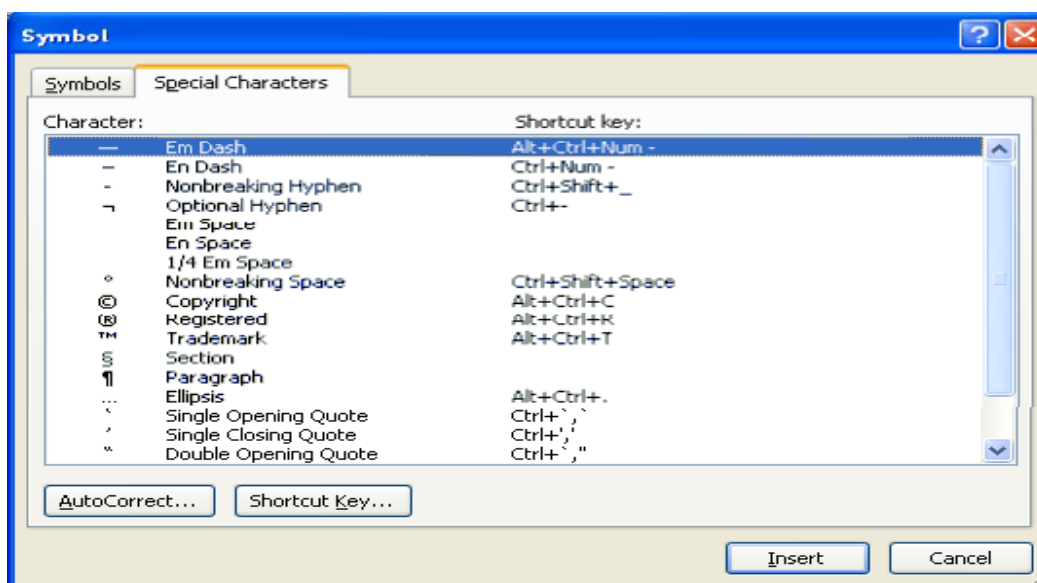 Symbol
Symbols Special Characters
Character: Shortcut key:
— Em Dash Alt+Ctrl+Num -
– En Dash Ctrl+Num -
- Nonbreaking Hyphen Ctrl+Shift+_
¬ Optional Hyphen Ctrl+-
Em Space
En Space
1/4 Em Space
° Nonbreaking Space Ctrl+Shift+Space
© Copyright Alt+Ctrl+C
® Registered Alt+Ctrl+R
™ Trademark Alt+Ctrl+T
§ Section
¶ Paragraph
… Ellipsis Alt+Ctrl+.
‘ Single Opening Quote Ctrl+`,`
’ Single Closing Quote Ctrl+','
“ Double Opening Quote Ctrl+`,"
AutoCorrect... Shortcut Key...
Insert Cancel